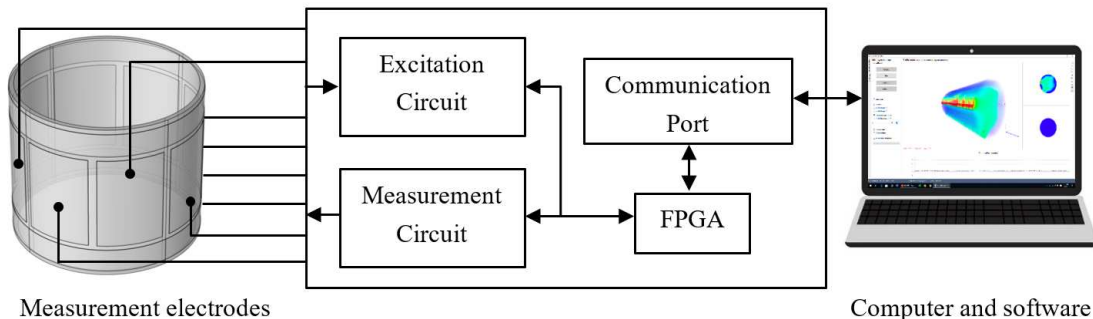 Excitation
Circuit
Communication
Port
Measurement
Circuit
FPGA
Measurement electrodes
Computer and software